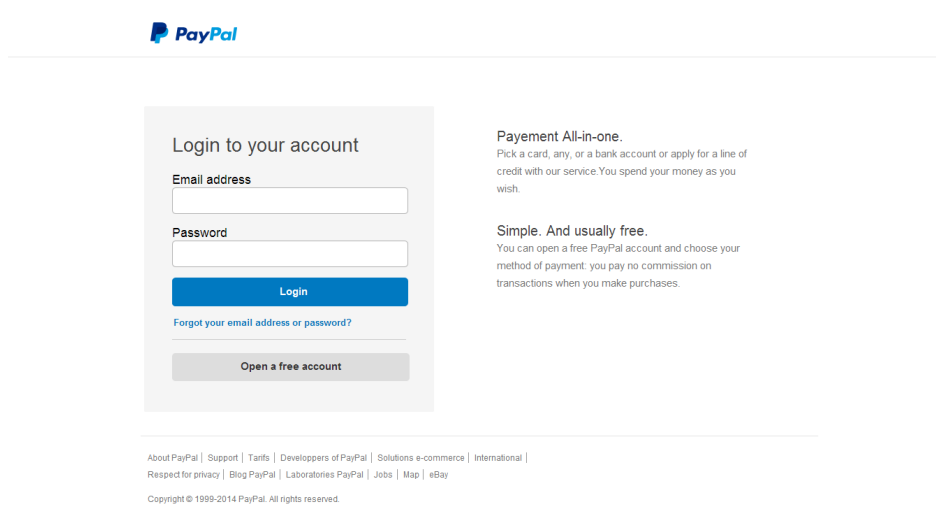 PayPal
Login to your account
Email address
Password
Login
Forgot your email address or password?
Open a free account
Payement All-in-one.
Pick a card, any, or a bank account or apply for a line of
credit with our service.You spend your money as you
wish.
Simple. And usually free.
You can open a free PayPal account and choose your
method of payment: you pay no commission on
transactions when you make purchases.
About PayPal | Support | Tarifs | Developpers of PayPal | Solutions e-commerce | International |
Respect for privacy | Blog PayPal | Laboratories PayPal | Jobs | Map | eBay
Copyright © 1999-2014 PayPal. All rights reserved.